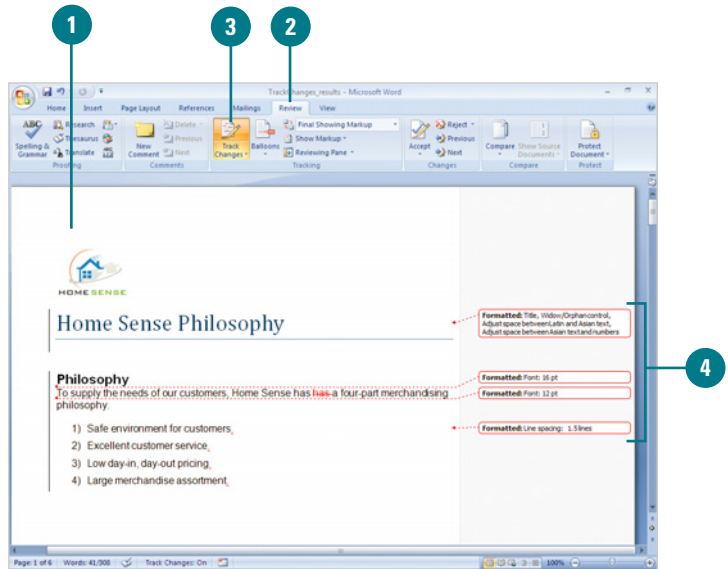 1
3
2
TrackChanges_results - Microsoft Word
Home Insert Page Layout References Mailings Review View
ABC Research Delete Final Showing Markup Reject
Spelling & Grammar Thesaurus New Comment Previous Track Changes Balloons Show Markup Accept Previous Compare Show Source Documents Protect Document
Translate Next Reviewing Pane Next
Proofing Comments Tracking Changes Compare Protect
HOME SENSE
Home Sense Philosophy
Formatted: Title, Widow/Orphan control,
Adjust space between Latin and Asian text,
Adjust space between Asian text and numbers
4
Philosophy
Formatted: Font: 16 pt
To supply the needs of our customers, Home Sense has has a four-part merchandising
Formatted: Font: 12 pt
philosophy.
1) Safe environment for customers.
Formatted: Line spacing: 1.5 lines
2) Excellent customer service.
3) Low day-in, day-out pricing.
4) Large merchandise assortment.
Page: 1 of 6 Words: 41/308 Track Changes: On 100%